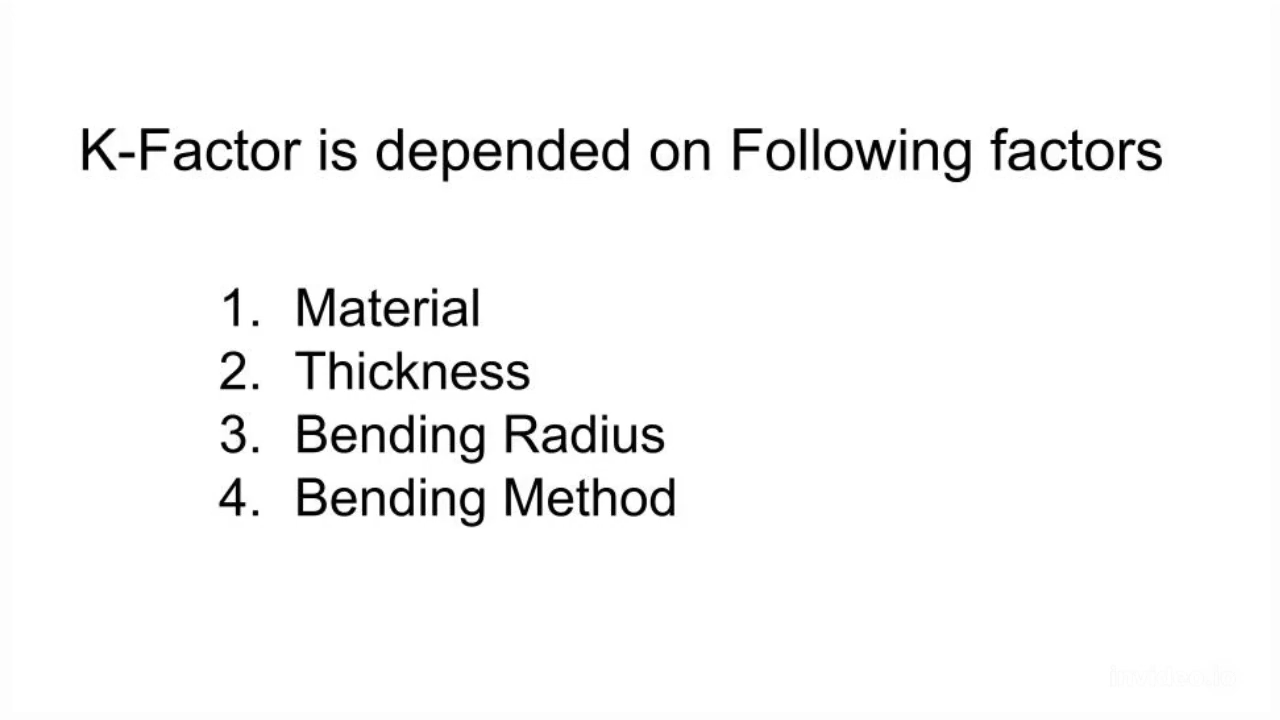 K-Factor is depended on Following factors
1. Material
2. Thickness
3. Bending Radius
4. Bending Method